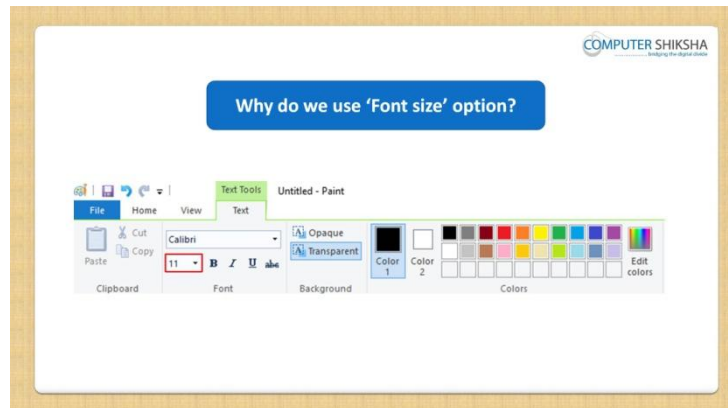 COMPUTER SHIKSHA
bridging the digital divide
Why do we use ‘Font size’ option?
Text Tools Untitled - Paint
File Home View Text
Paste
Cut
Copy
Calibri
11 B I U abc
Opaque
Transparent
Color 1
Color 2
Edit colors
Clipboard Font Background Colors